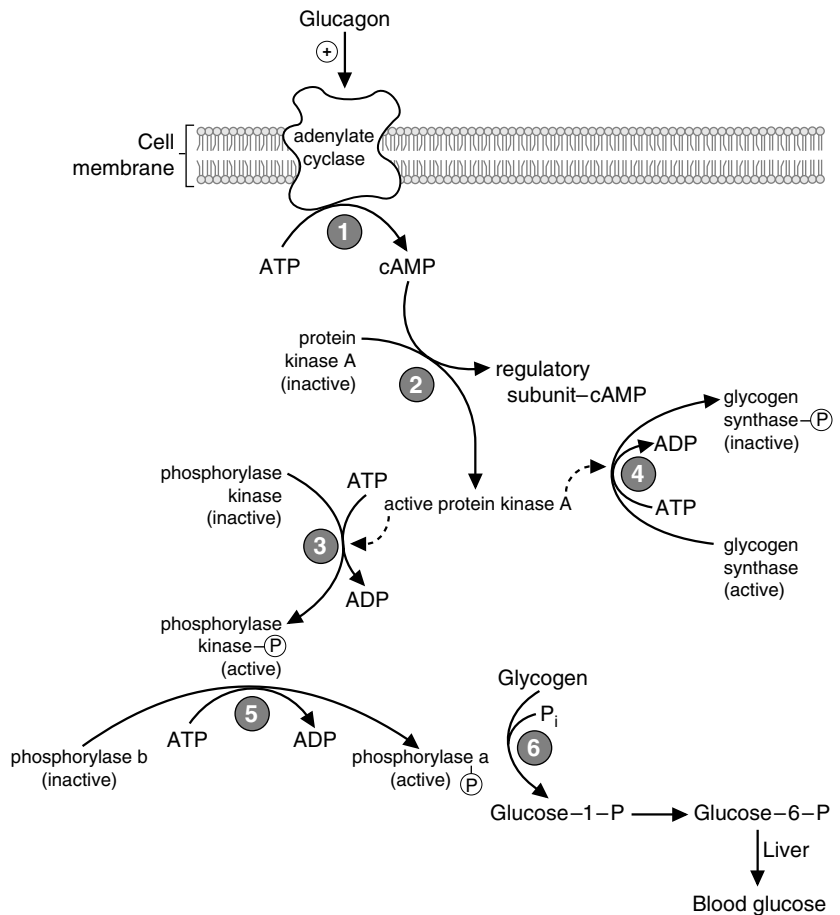 Glucagon
+
Cell
membrane
adenylate
cyclase
1
ATP
cAMP
protein
kinase A
(inactive)
2
regulatory
subunit–cAMP
glycogen
synthase–P
(inactive)
ADP
4
ATP
glycogen
synthase
(active)
phosphorylase
kinase
(inactive)
ATP
active protein kinase A
3
ADP
phosphorylase
kinase–P
(active)
5
ATP
ADP
phosphorylase b
(inactive)
phosphorylase a
(active)
P
Glycogen
Pi
6
Glucose–1–P
Glucose–6–P
Liver
Blood glucose